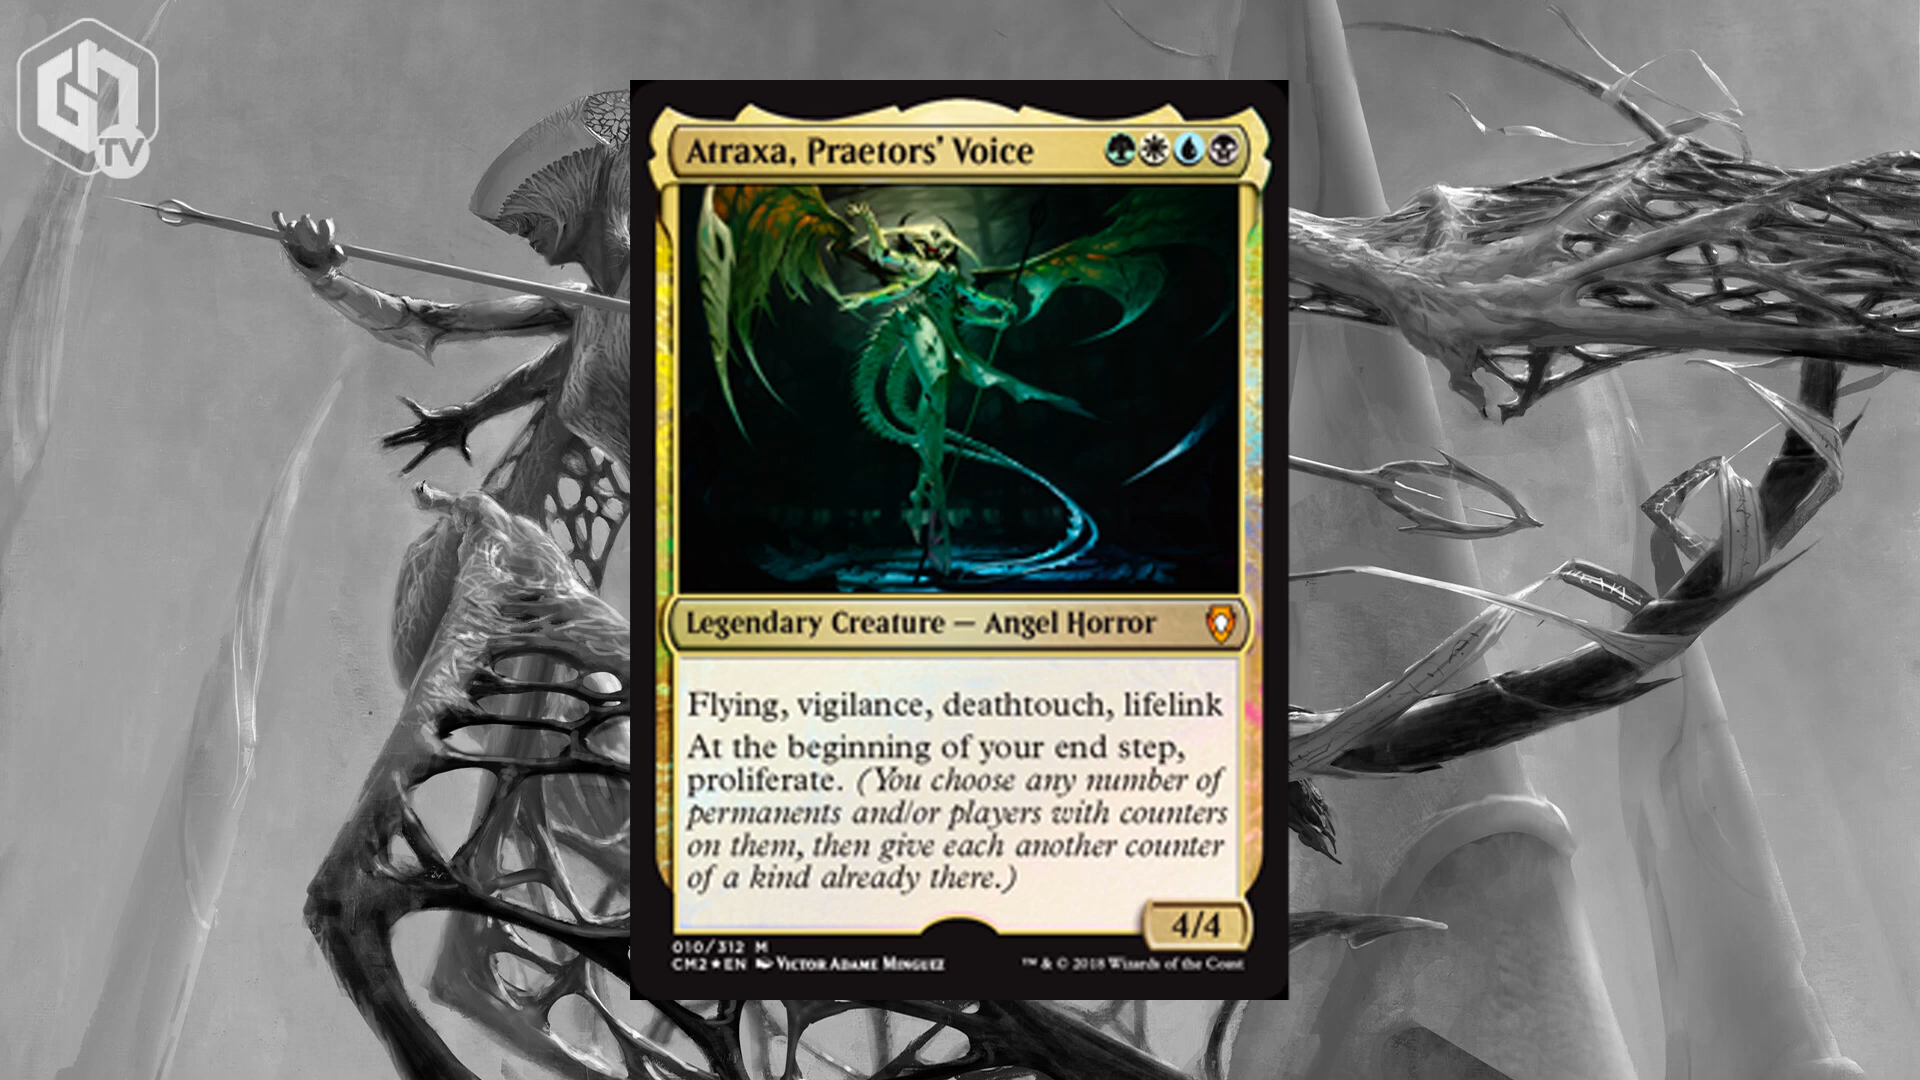 GN
TV
Atraxa, Praetors' Voice
Legendary Creature — Angel Horror
Flying, vigilance, deathtouch, lifelink
At the beginning of your end step,
proliferate. (You choose any number of
permanents and/or players with counters
on them, then give each another counter
of a kind already there.)
4/4
010/312 M
CM2★EN Victor Adame Minguez
™ & © 2018 Wizards of the Coast